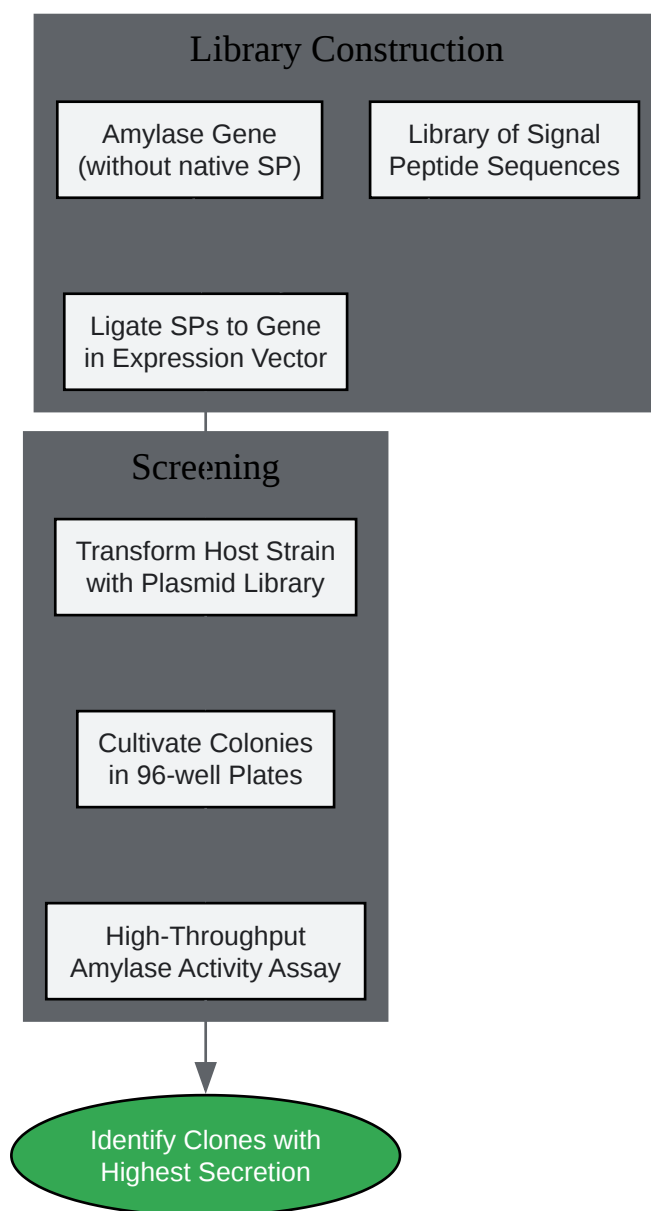 Library Construction
Amylase Gene
(without native SP)
Library of Signal
Peptide Sequences
Ligate SPs to Gene
in Expression Vector
Screening
Transform Host Strain
with Plasmid Library
Cultivate Colonies
in 96-well Plates
High-Throughput
Amylase Activity Assay
Identify Clones with
Highest Secretion